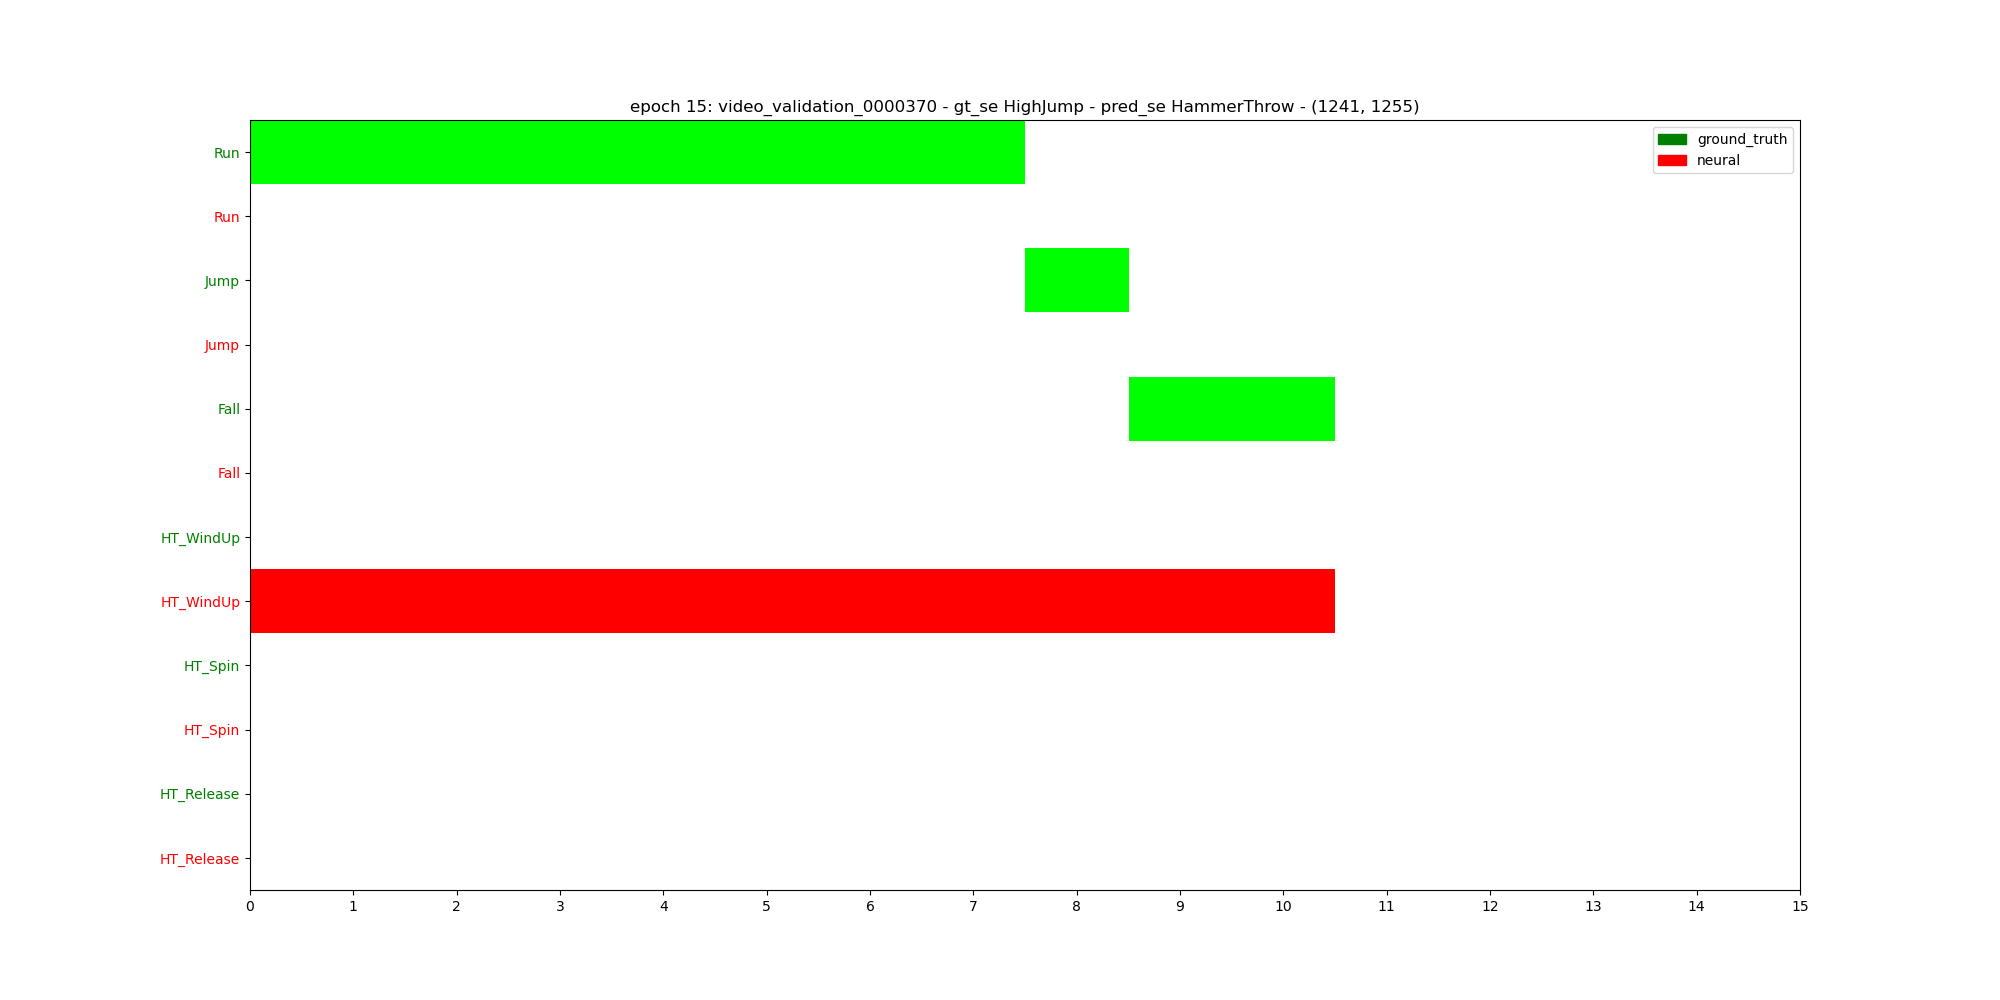 epoch 15: video_validation_0000370 - gt_se HighJump - pred_se HammerThrow - (1241, 1255)
ground_truth
neural
Run
Run
Jump
Jump
Fall
Fall
HT_WindUp
HT_WindUp
HT_Spin
HT_Spin
HT_Release
HT_Release
0 1 2 3 4 5 6 7 8 9 10 11 12 13 14 15